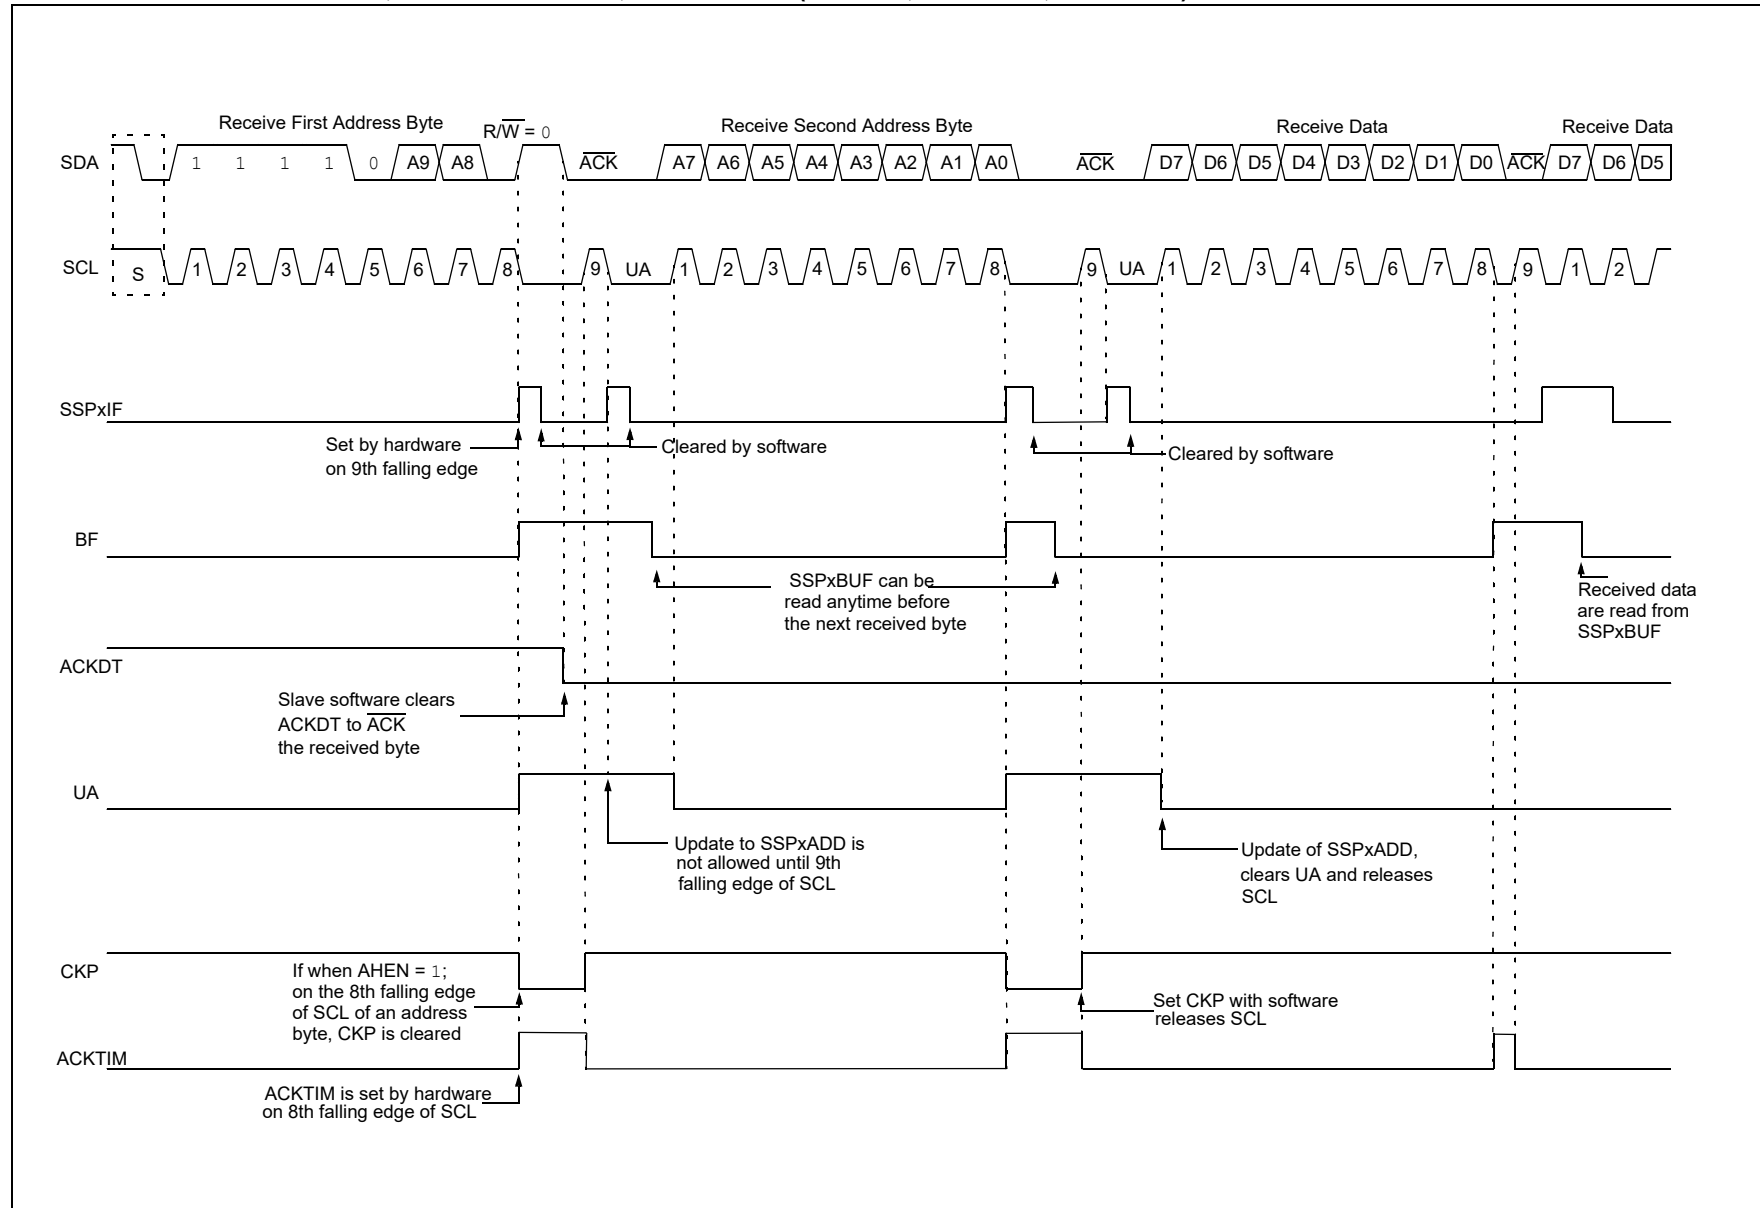 Receive First Address Byte
R/W = 0
Receive Second Address Byte
Receive Data
Receive Data
SDA
1 1 1 1 0 A9 A8 ACK A7 A6 A5 A4 A3 A2 A1 A0 ACK D7 D6 D5 D4 D3 D2 D1 D0 ACK D7 D6 D5
SCL
S 1 2 3 4 5 6 7 8 9 UA 1 2 3 4 5 6 7 8 9 UA 1 2 3 4 5 6 7 8 9 1 2
SSPxIF
Set by hardware
on 9th falling edge
Cleared by software
Cleared by software
BF
SSPxBUF can be
read anytime before
the next received byte
Received data
are read from
SSPxBUF
ACKDT
Slave software clears
ACKDT to ACK
the received byte
UA
Update to SSPxADD is
not allowed until 9th
falling edge of SCL
Update of SSPxADD,
clears UA and releases
SCL
CKP
If when AHEN = 1;
on the 8th falling edge
of SCL of an address
byte, CKP is cleared
Set CKP with software
releases SCL
ACKTIM
ACKTIM is set by hardware
on 8th falling edge of SCL